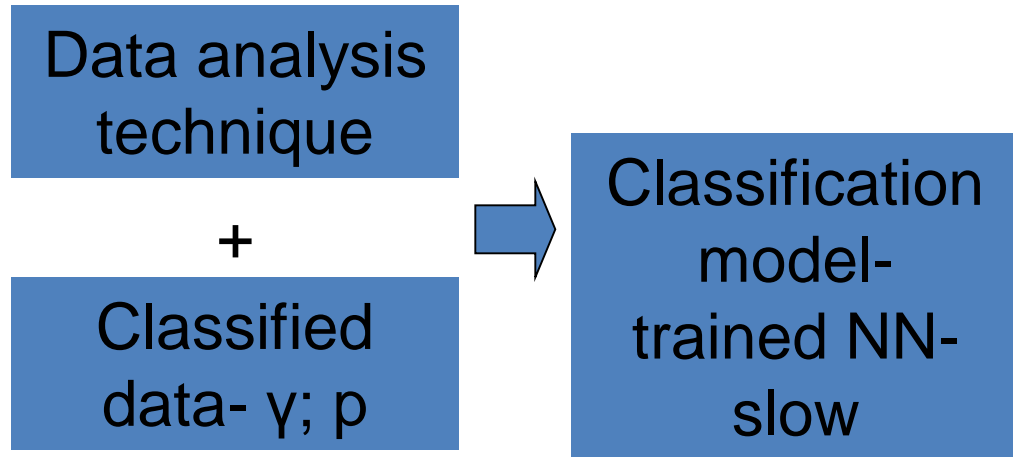 Data analysis
technique
+
Classified
data- γ; p
Classification
model-
trained NN-
slow